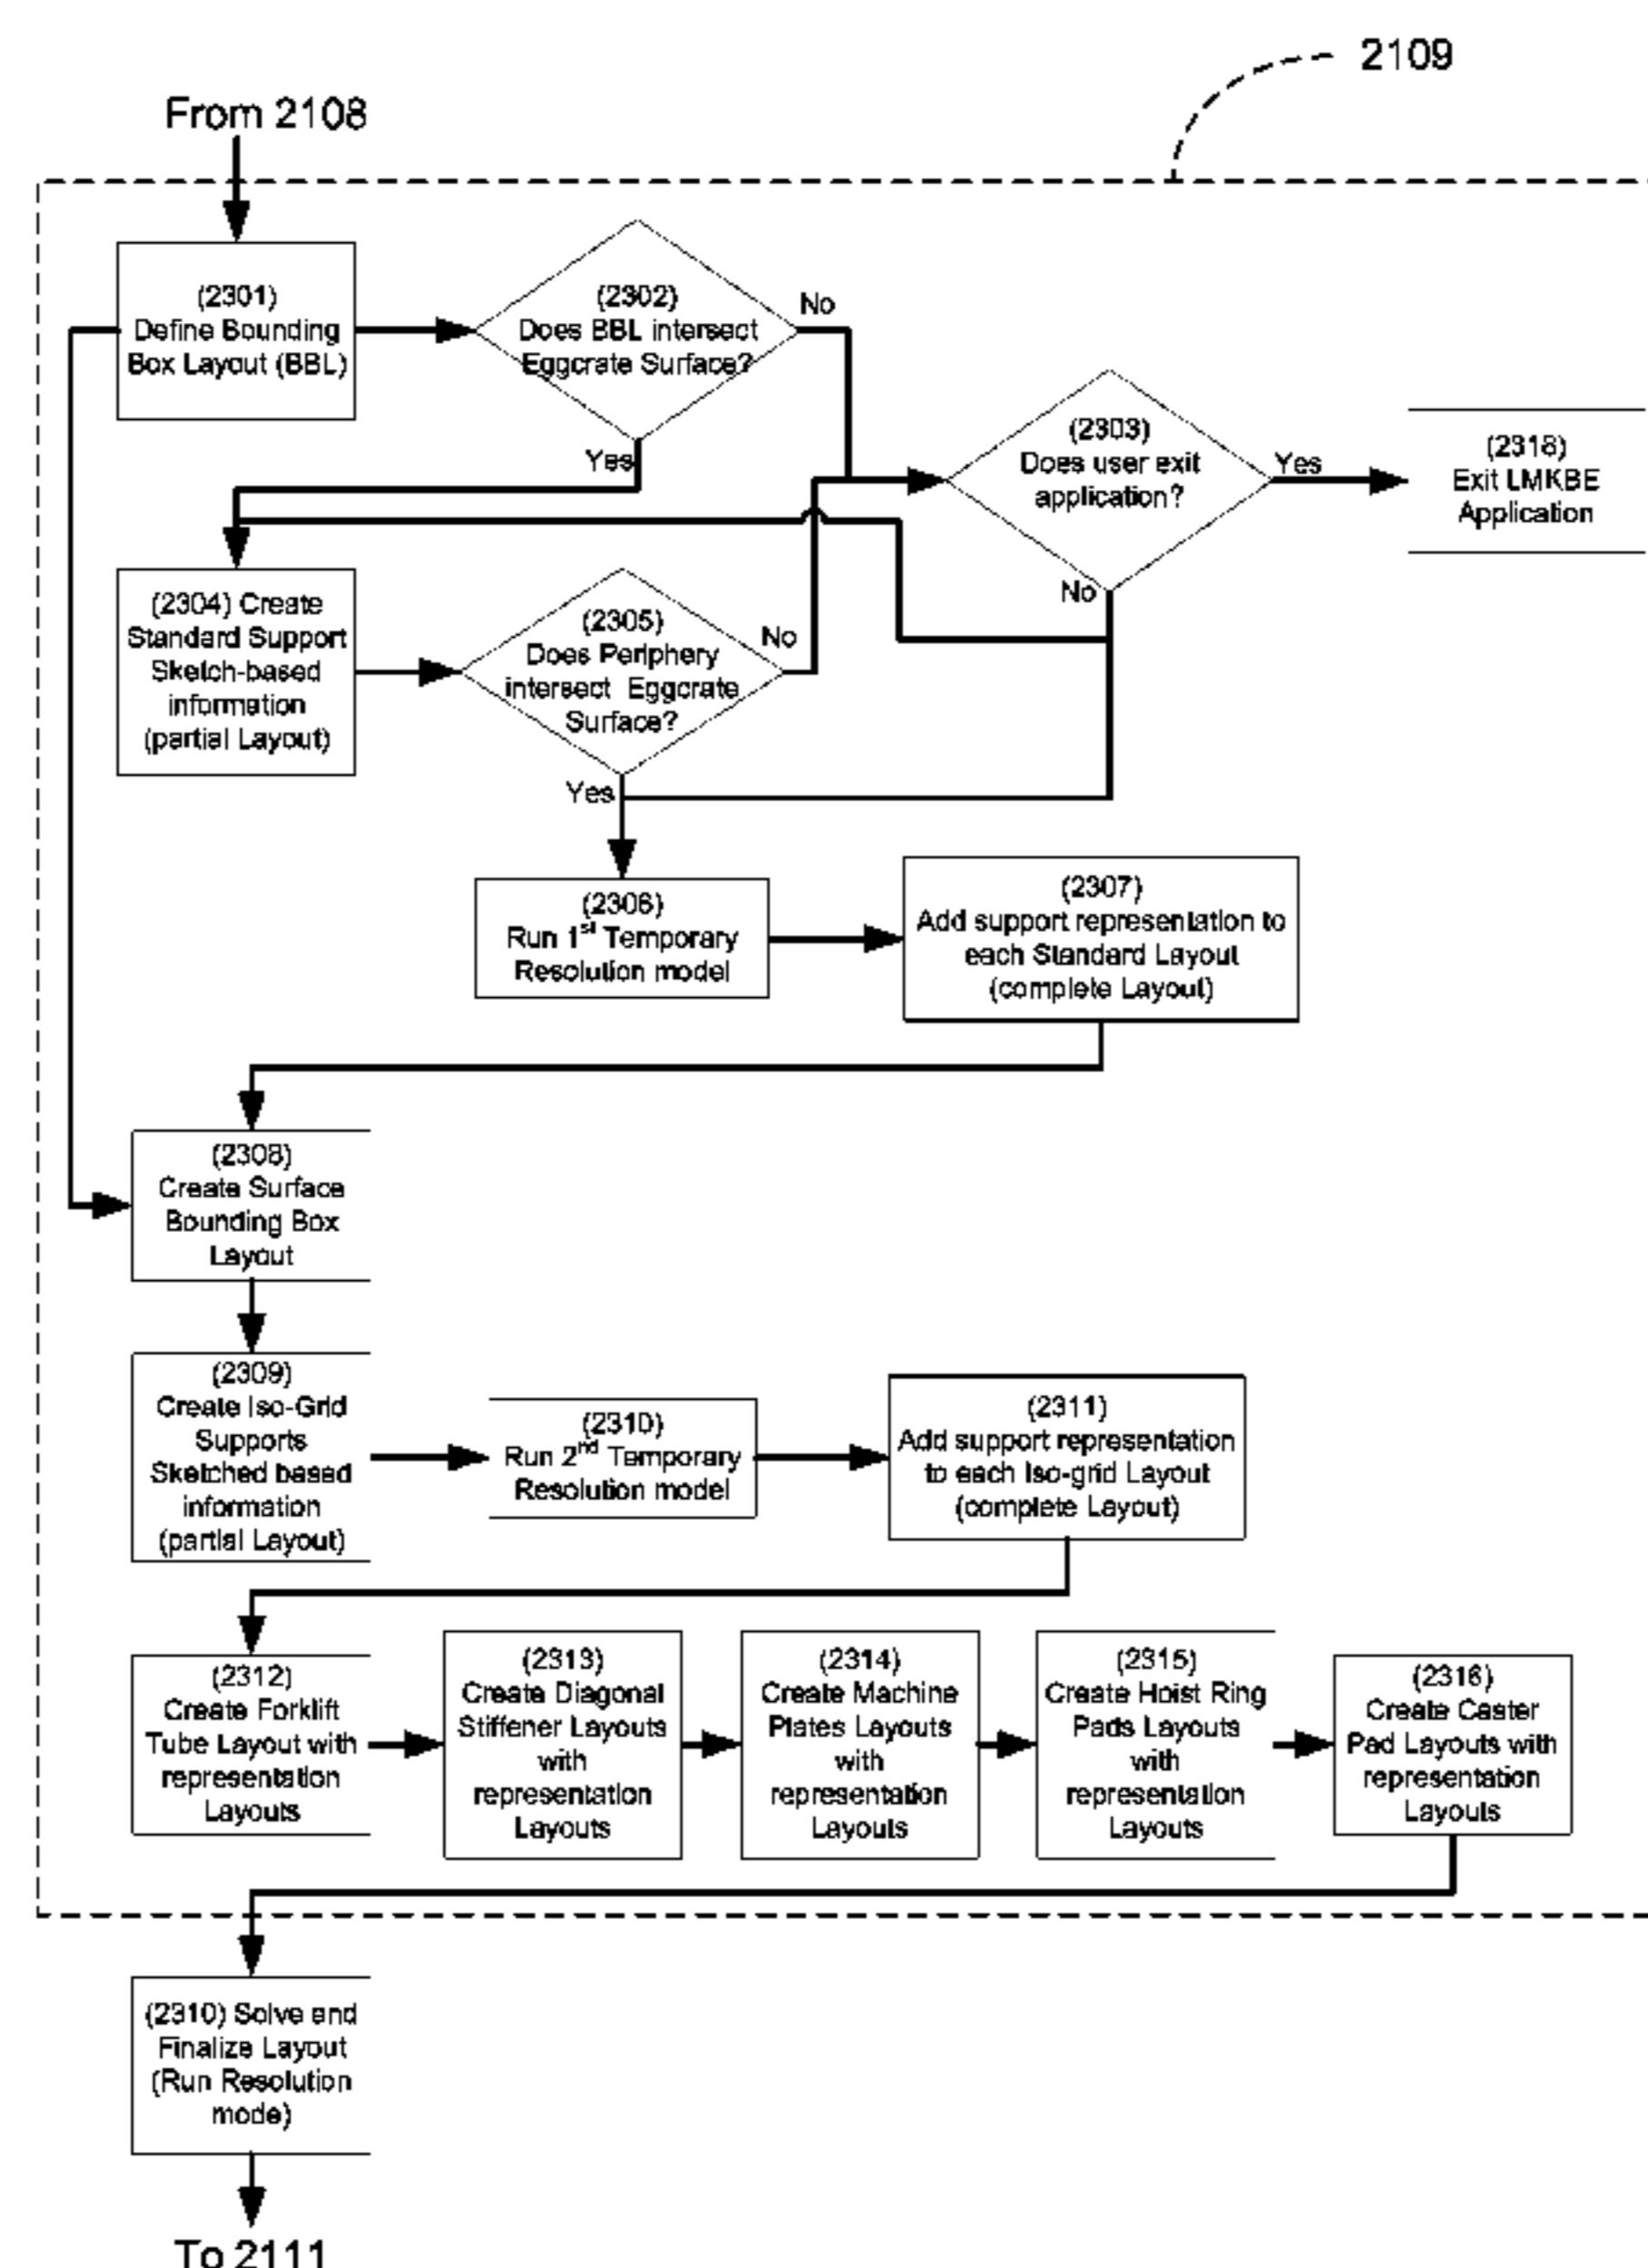 2109
From 2108
(2301)
Define Bounding
Box Layout (BBL)
(2302)
Does BBL intersect
Eggcrate Surface?
No
Yes
(2303)
Does user exit
application?
Yes
No
(2318)
Exit LMKBE
Application
(2304) Create
Standard Support
Sketch-based
information
(partial Layout)
(2305)
Does Periphery
intersect Eggcrate
Surface?
No
Yes
(2306)
Run 1st Temporary
Resolution model
(2307)
Add support representation to
each Standard Layout
(complete Layout)
(2308)
Create Surface
Bounding Box
Layout
(2309)
Create Iso-Grid
Supports
Sketched based
information
(partial Layout)
(2310)
Run 2nd Temporary
Resolution model
(2311)
Add support representation
to each Iso-grid Layout
(complete Layout)
(2312)
Create Forklift
Tube Layout with
representation
Layouts
(2313)
Create Diagonal
Stiffener Layouts
with
representation
Layouts
(2314)
Create Machine
Plates Layouts
with
representation
Layouts
(2315)
Create Hoist Ring
Pads Layouts
with
representation
Layouts
(2316)
Create Caster
Pad Layouts with
representation
Layouts
(2310) Solve and
Finalize Layout
(Run Resolution
mode)
To 2111